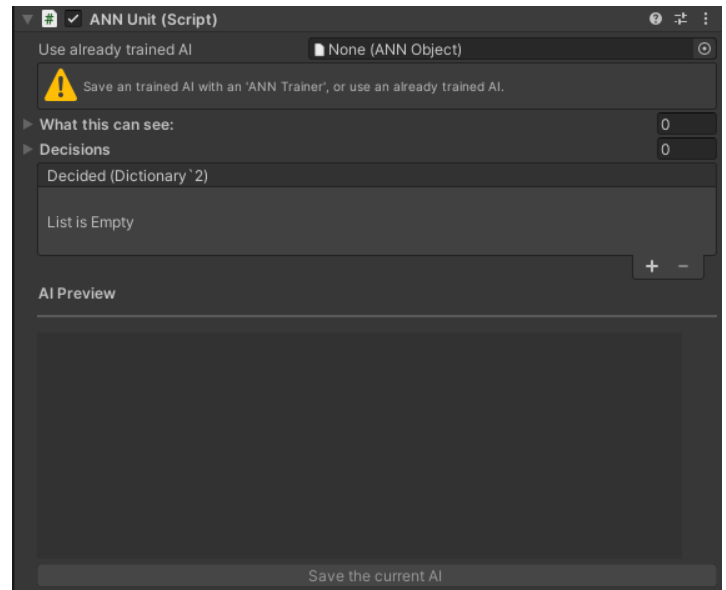 # ANN Unit (Script)
Use already trained AI None (ANN Object)
Save an trained AI with an 'ANN Trainer', or use an already trained AI.
What this can see: 0
Decisions 0
Decided (Dictionary`2)
List is Empty
+ −
AI Preview
Save the current AI